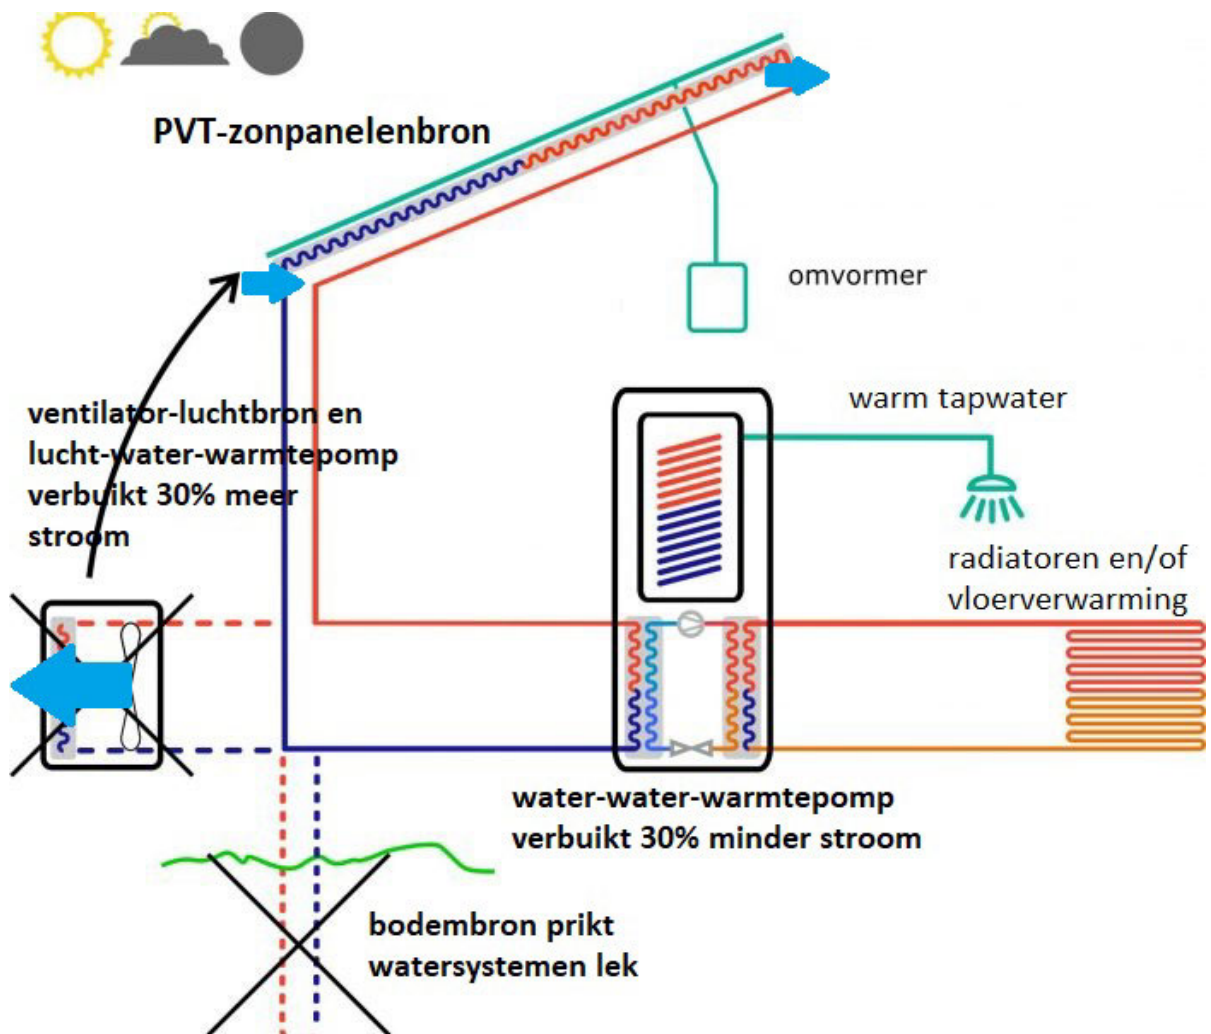 PVT-zonpanelenbron
omvormer
ventilator-luchtbron en
lucht-water-warmtepomp
verbuikt 30% meer
stroom
warm tapwater
radiatoren en/of
vloerverwarming
water-water-warmtepomp
verbuikt 30% minder stroom
bodembron prikt
watersystemen lek